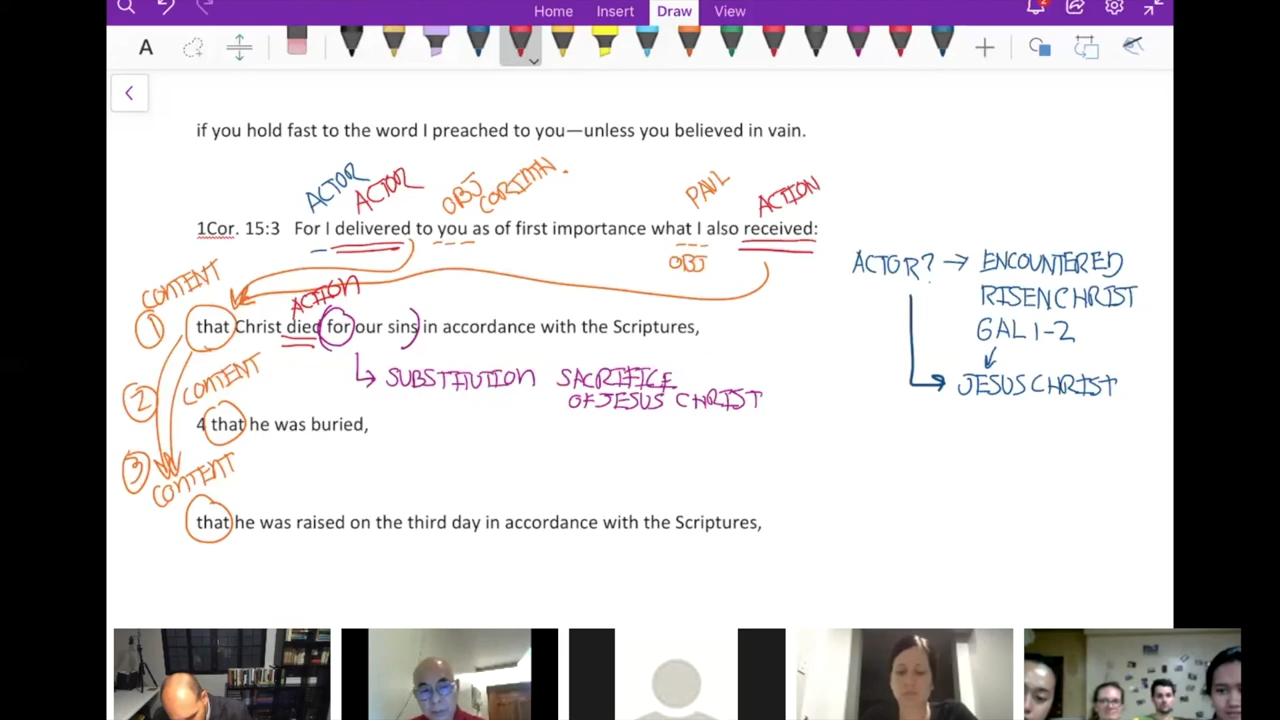 Home Insert Draw View
A
if you hold fast to the word I preached to you—unless you believed in vain.
ACTOR ACTOR OBJ CORINTH. PAUL ACTION
1Cor. 15:3 For I delivered to you as of first importance what I also received:
OBJ
ACTOR? → ENCOUNTERED
RISEN CHRIST
GAL 1-2
JESUS CHRIST
CONTENT
ACTION
1 that Christ died for our sins in accordance with the Scriptures,
SUBSTITUTION SACRIFICE
OF JESUS CHRIST
2 CONTENT
4 that he was buried,
3 CONTENT
that he was raised on the third day in accordance with the Scriptures,